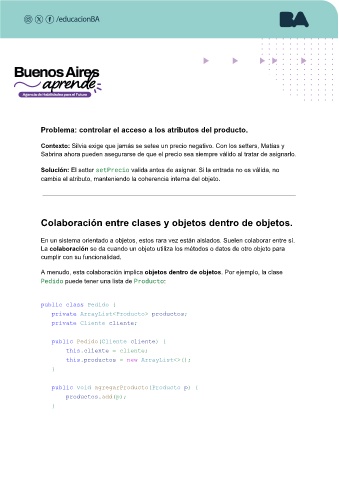 /educacionBA
BA
Buenos Aires
aprende
Agencia de Habilidades para el Futuro
Problema: controlar el acceso a los atributos del producto.
Contexto: Silvia exige que jamás se setee un precio negativo. Con los setters, Matías y
Sabrina ahora pueden asegurarse de que el precio sea siempre válido al tratar de asignarlo.
Solución: El setter setPrecio valida antes de asignar. Si la entrada no es válida, no
cambia el atributo, manteniendo la coherencia interna del objeto.
Colaboración entre clases y objetos dentro de objetos.
En un sistema orientado a objetos, estos rara vez están aislados. Suelen colaborar entre sí.
La colaboración se da cuando un objeto utiliza los métodos o datos de otro objeto para
cumplir con su funcionalidad.
A menudo, esta colaboración implica objetos dentro de objetos. Por ejemplo, la clase
Pedido puede tener una lista de Producto:
public class Pedido {
private ArrayList<Producto> productos;
private Cliente cliente;
public Pedido(Cliente cliente) {
this.cliente = cliente;
this.productos = new ArrayList<>();
}
public void agregarProducto(Producto p) {
productos.add(p);
}